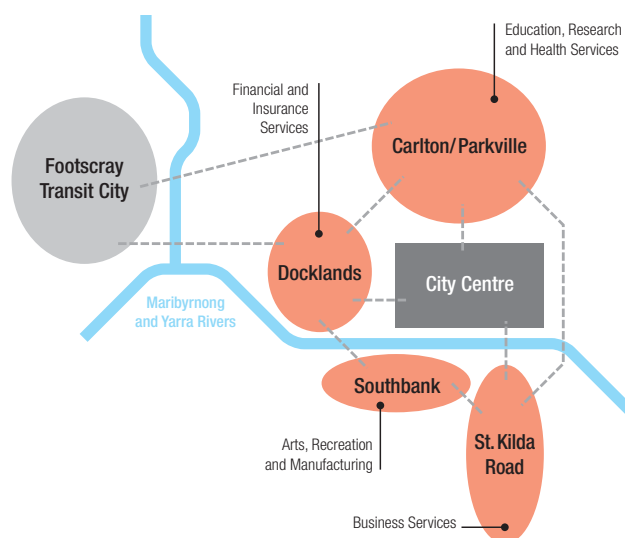 Education, Research
and Health Services
Financial and
Insurance
Services
Carlton/Parkville
Footscray
Transit City
Docklands
City Centre
Maribyrnong
and Yarra Rivers
Southbank
Arts, Recreation
and Manufacturing
St. Kilda
Road
Business Services